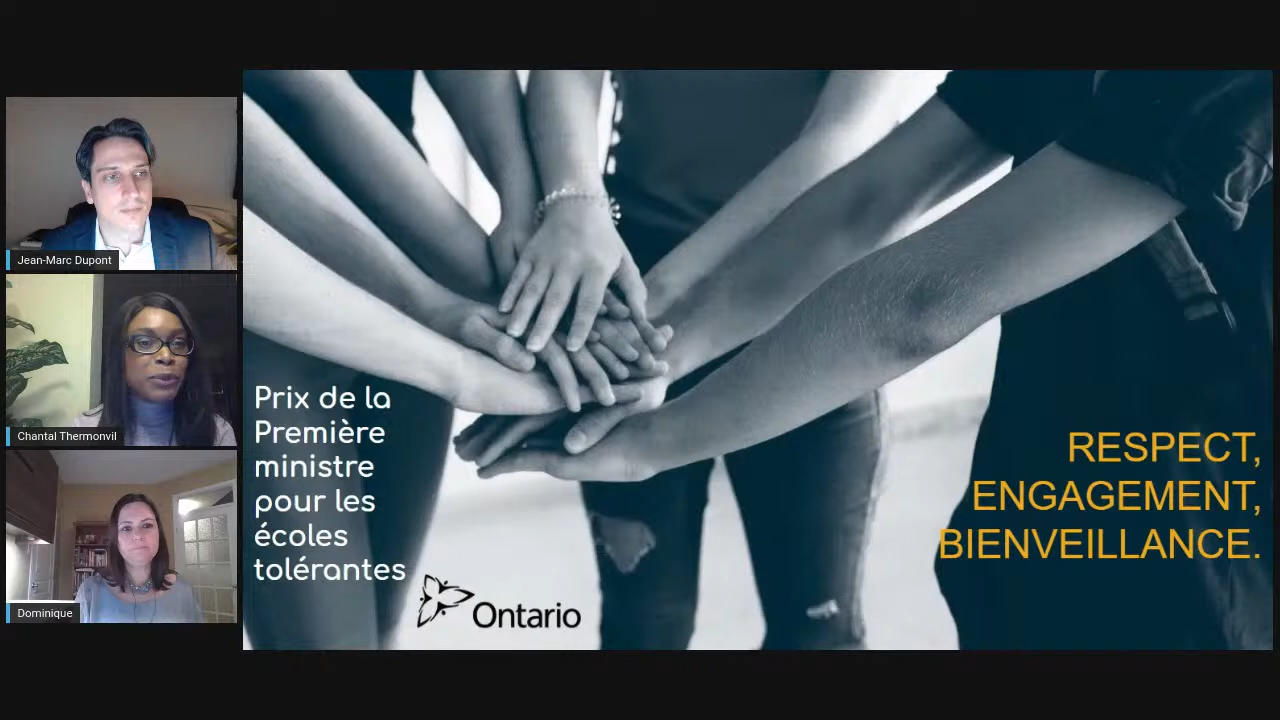 Jean-Marc Dupont
Chantal Thermonvil
Dominique
Prix de la
Première
ministre
pour les
écoles
tolérantes
Ontario
RESPECT,
ENGAGEMENT,
BIENVEILLANCE.